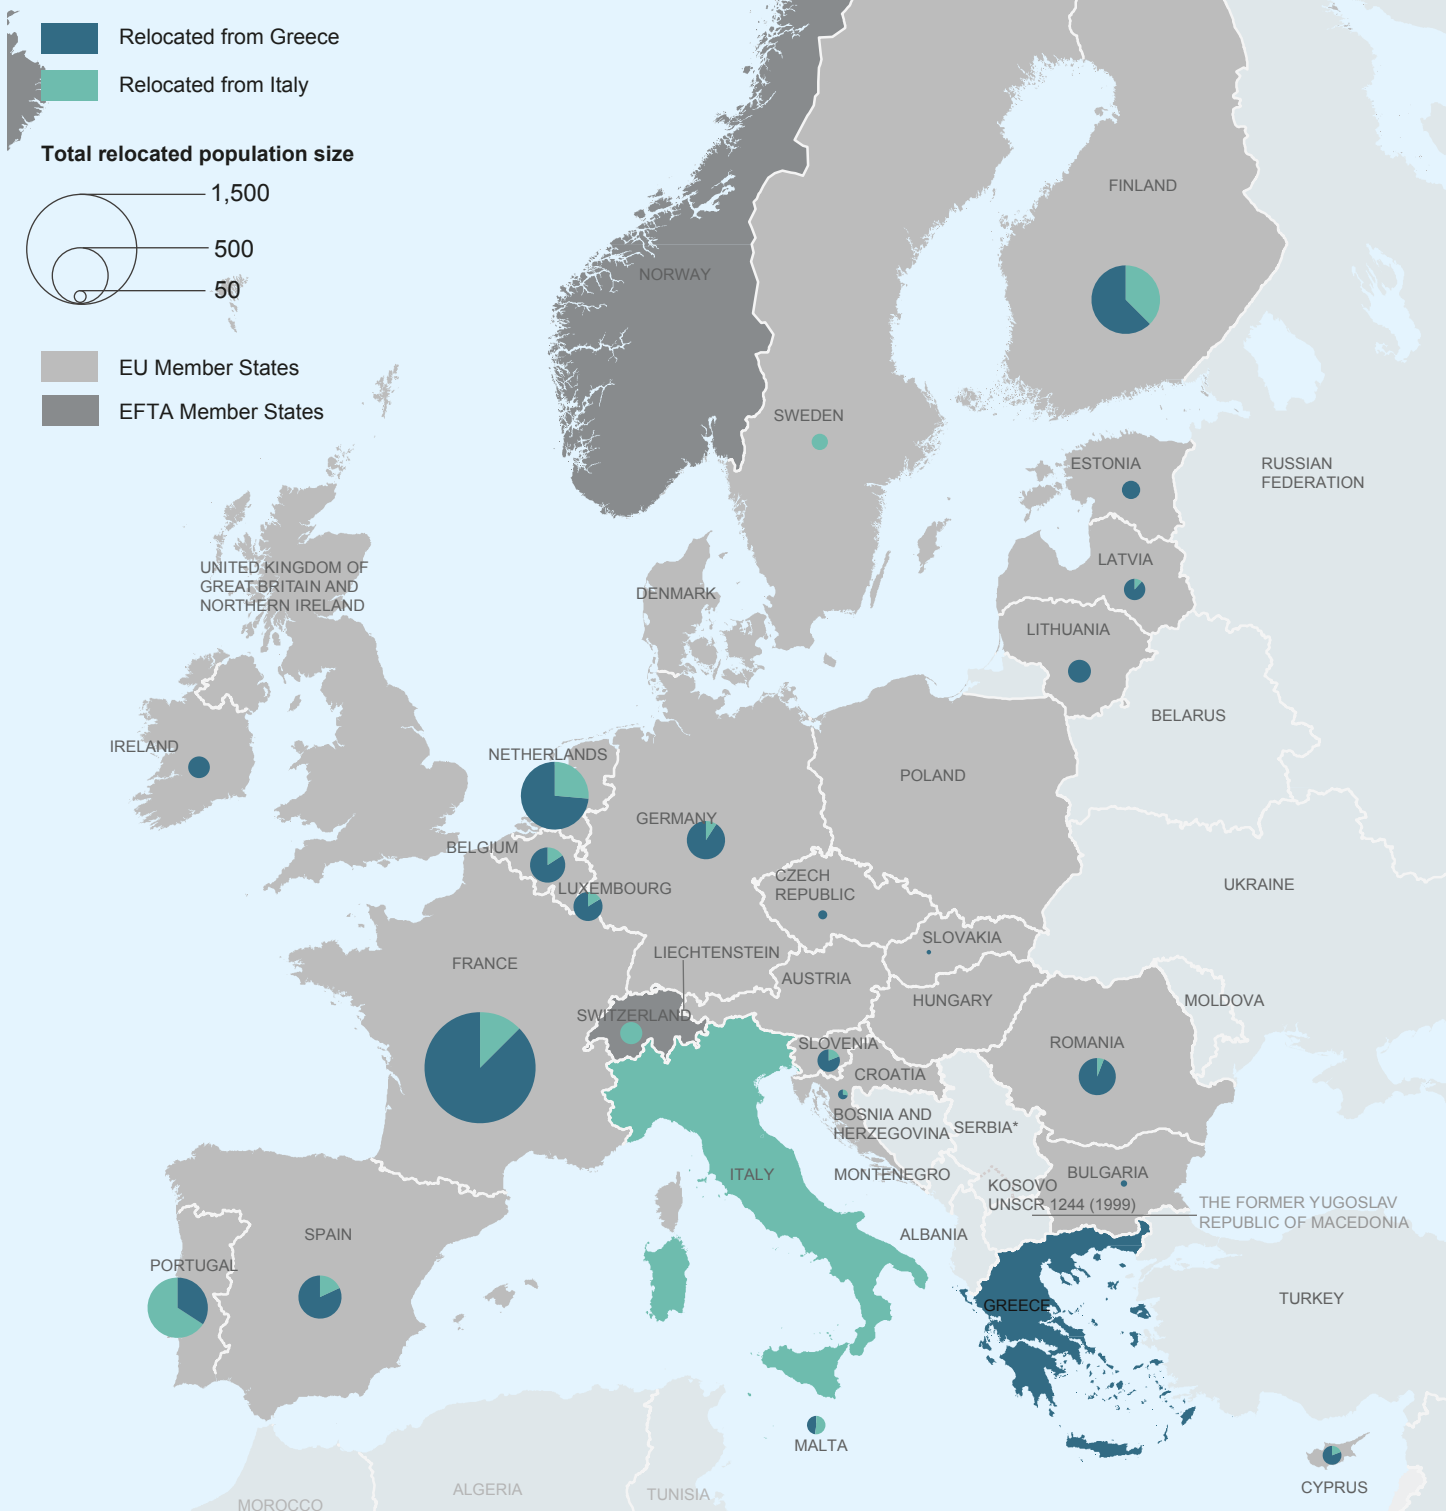 Relocated from Greece
Relocated from Italy
Total relocated population size
1,500
500
50
EU Member States
EFTA Member States
FINLAND
NORWAY
SWEDEN
ESTONIA
RUSSIAN
FEDERATION
LATVIA
UNITED KINGDOM OF
GREAT BRITAIN AND
NORTHERN IRELAND
DENMARK
LITHUANIA
BELARUS
IRELAND
NETHERLANDS
POLAND
GERMANY
BELGIUM
LUXEMBOURG
CZECH
REPUBLIC
UKRAINE
SLOVAKIA
LIECHTENSTEIN
FRANCE
AUSTRIA
HUNGARY
MOLDOVA
SWITZERLAND
SLOVENIA
ROMANIA
CROATIA
BOSNIA AND
HERZEGOVINA
SERBIA*
ITALY
MONTENEGRO
BULGARIA
KOSOVO
UNSCR 1244 (1999)
THE FORMER YUGOSLAV
REPUBLIC OF MACEDONIA
ALBANIA
SPAIN
PORTUGAL
GREECE
TURKEY
MALTA
CYPRUS
ALGERIA
TUNISIA
MOROCCO